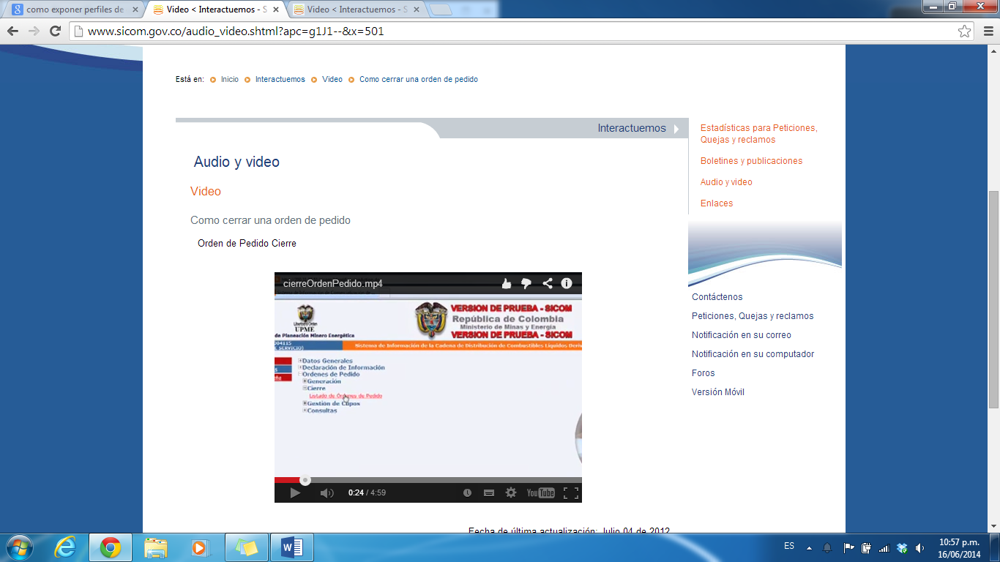 como exponer perfiles de
Video < Interactuemos - S
Video < Interactuemos - S
www.sicom.gov.co/audio_video.shtml?apc=g1J1--&x=501
Está en: Inicio Interactuemos Video Como cerrar una orden de pedido
Interactuemos
Estadísticas para Peticiones,
Quejas y reclamos
Boletines y publicaciones
Audio y video
Enlaces
Audio y video
Video
Como cerrar una orden de pedido
Orden de Pedido Cierre
cierreOrdenPedido.mp4
Libertad y Orden
UPME
de Planeación Minero Energética
VERSION DE PRUEBA - SICOM
República de Colombia
Ministerio de Minas y Energía
VERSION DE PRUEBA - SICOM
004115
E SERVICIO)
Sistema de Información de la Cadena de Distribución de Combustibles Líquidos Deriv
Datos Generales
Declaración de Información
Ordenes de Pedido
Generación
Cierre
Listado de Ordenes de Pedido
Gestión de Cupos
Consultas
0:24 / 4:59
YouTube
Contáctenos
Peticiones, Quejas y reclamos
Notificación en su correo
Notificación en su computador
Foros
Versión Móvil
Fecha de última actualización: Julio 04 de 2012
ES
10:57 p.m.
16/06/2014